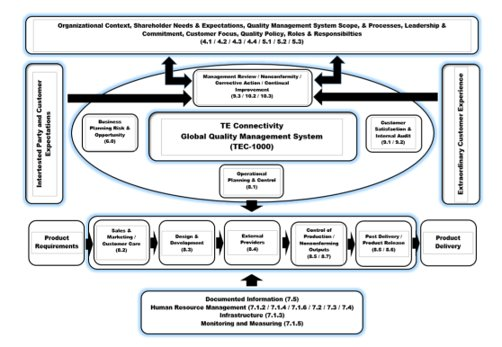 Organizational Context, Shareholder Needs & Expectations, Quality Management System Scope, & Processes, Leadership &
Commitment, Customer Focus, Quality Policy, Roles & Responsibilities
(4.1 / 4.2 / 4.3 / 4.4 / 5.1 / 5.2 / 5.3)
Management Review / Nonconformity /
Corrective Action / Continual
Improvement
(9.3 / 10.2 / 10.3)
Intertested Party and Customer
Expectations
Extraordinary Customer Experience
Business
Planning Risk &
Opportunity
(6.0)
TE Connectivity
Global Quality Management System
(TEC-1000)
Customer
Satisfaction &
Internal Audit
(9.1 / 9.2)
Operational
Planning & Control
(8.1)
Product
Requirements
Sales &
Marketing /
Customer Care
(8.2)
Design &
Development
(8.3)
External
Providers
(8.4)
Control of
Production /
Nonconforming
Outputs
(8.5 / 8.7)
Post Delivery /
Product Release
(8.5 / 8.6)
Product
Delivery
Documented Information (7.5)
Human Resource Management (7.1.2 / 7.1.4 / 7.1.6 / 7.2 / 7.3 / 7.4)
Infrastructure (7.1.3)
Monitoring and Measuring (7.1.5)